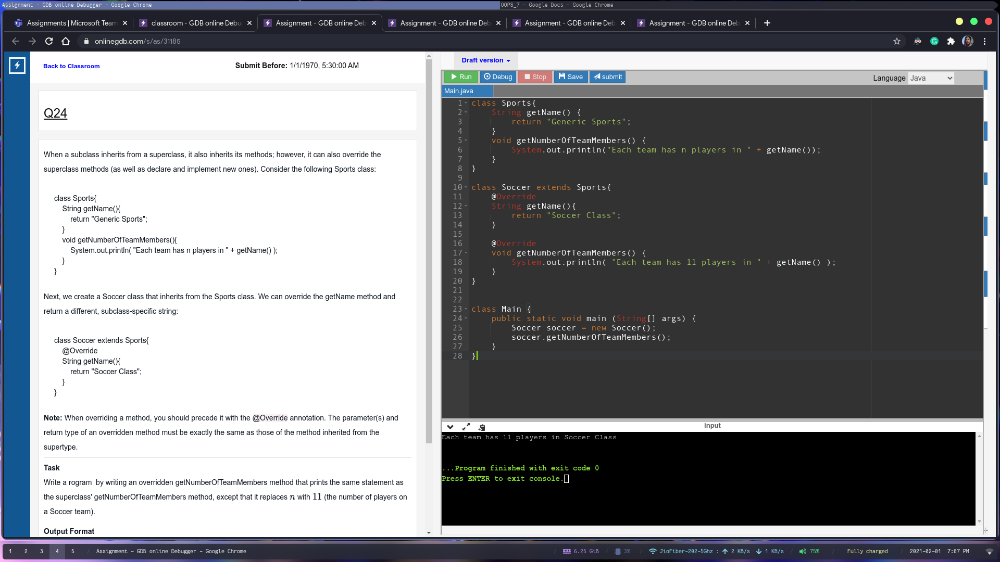 Assignment - GDB online Debugger - Google Chrome
OOPS_7 - Google Docs - Google Chrome
Assignments | Microsoft Team
classroom - GDB online Debu
Assignment - GDB online Deb
Assignment - GDB online Deb
Assignment - GDB online Deb
Assignment - GDB online Deb
onlinegdb.com/s/as/31185
Back to Classroom
Submit Before: 1/1/1970, 5:30:00 AM
Q24
When a subclass inherits from a superclass, it also inherits its methods; however, it can also override the
superclass methods (as well as declare and implement new ones). Consider the following Sports class:
class Sports{
String getName(){
return "Generic Sports";
}
void getNumberOfTeamMembers(){
System.out.println( "Each team has n players in " + getName() );
}
}
Next, we create a Soccer class that inherits from the Sports class. We can override the getName method and
return a different, subclass-specific string:
class Soccer extends Sports{
@Override
String getName(){
return "Soccer Class";
}
}
Note: When overriding a method, you should precede it with the @Override annotation. The parameter(s) and
return type of an overridden method must be exactly the same as those of the method inherited from the
supertype.
Task
Write a rogram  by writing an overridden getNumberOfTeamMembers method that prints the same statement as
the superclass' getNumberOfTeamMembers method, except that it replaces n with 11 (the number of players on
a Soccer team).
Output Format
Draft version
Run
Debug
Stop
Save
submit
Language Java
Main.java
1 class Sports{
2 String getName() {
3 return "Generic Sports";
4 }
5 void getNumberOfTeamMembers() {
6 System.out.println("Each team has n players in " + getName());
7 }
8 }
9
10 class Soccer extends Sports{
11 @Override
12 String getName(){
13 return "Soccer Class";
14 }
15
16 @Override
17 void getNumberOfTeamMembers() {
18 System.out.println( "Each team has 11 players in " + getName() );
19 }
20 }
21
22
23 class Main {
24 public static void main (String[] args) {
25 Soccer soccer = new Soccer();
26 soccer.getNumberOfTeamMembers();
27 }
28 }
input
Each team has 11 players in Soccer Class
...Program finished with exit code 0
Press ENTER to exit console.
1 2 3 4 5 / Assignment - GDB online Debugger - Google Chrome
/ 6.25 GiB / 3% / JioFiber-202-5Ghz : 2 KB/s 1 KB/s / 75% / Fully charged / 2021-02-01 7:07 PM